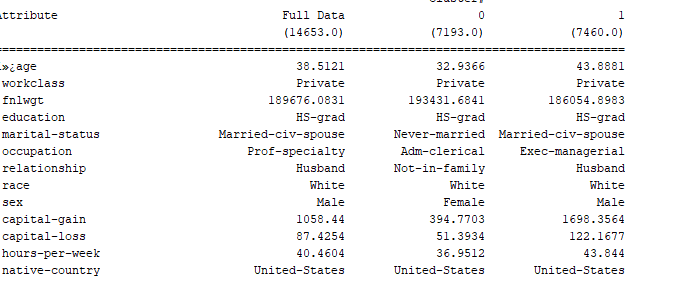 Cluster#
Attribute Full Data 0 1
(14653.0) (7193.0) (7460.0)
==========================================================================================
ï»¿age 38.5121 32.9366 43.8881
workclass Private Private Private
fnlwgt 189676.0831 193431.6841 186054.8983
education HS-grad HS-grad HS-grad
marital-status Married-civ-spouse Never-married Married-civ-spouse
occupation Prof-specialty Adm-clerical Exec-managerial
relationship Husband Not-in-family Husband
race White White White
sex Male Female Male
capital-gain 1058.44 394.7703 1698.3564
capital-loss 87.4254 51.3934 122.1677
hours-per-week 40.4604 36.9512 43.844
native-country United-States United-States United-States